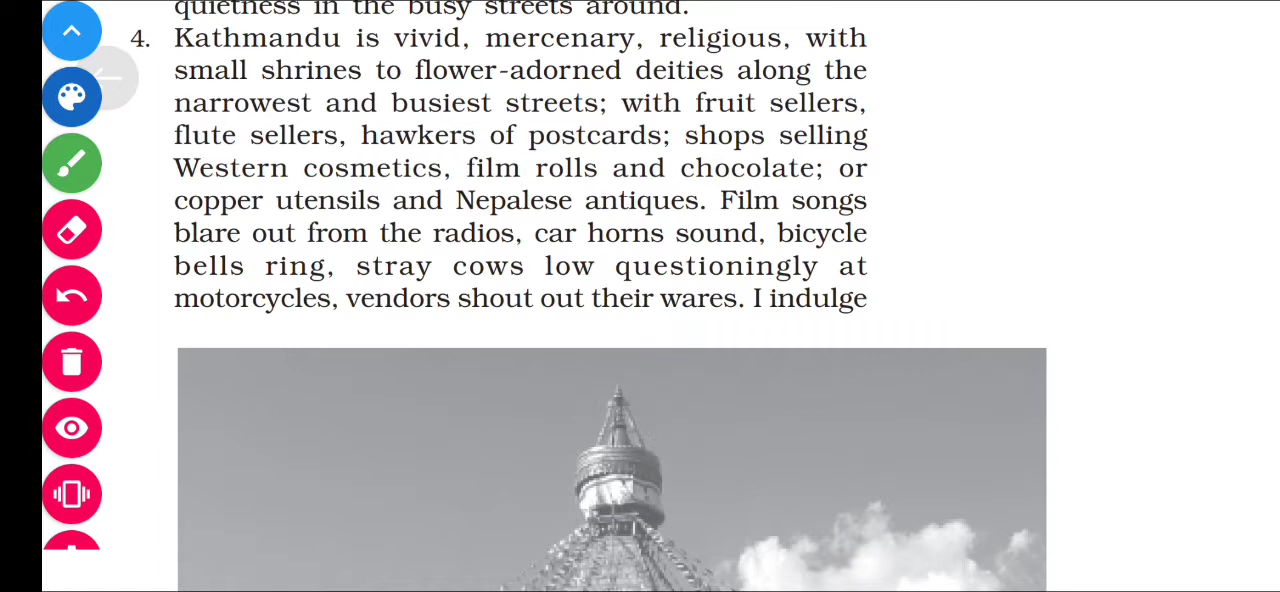 quietness in the busy streets around.
4. Kathmandu is vivid, mercenary, religious, with
small shrines to flower-adorned deities along the
narrowest and busiest streets; with fruit sellers,
flute sellers, hawkers of postcards; shops selling
Western cosmetics, film rolls and chocolate; or
copper utensils and Nepalese antiques. Film songs
blare out from the radios, car horns sound, bicycle
bells ring, stray cows low questioningly at
motorcycles, vendors shout out their wares. I indulge